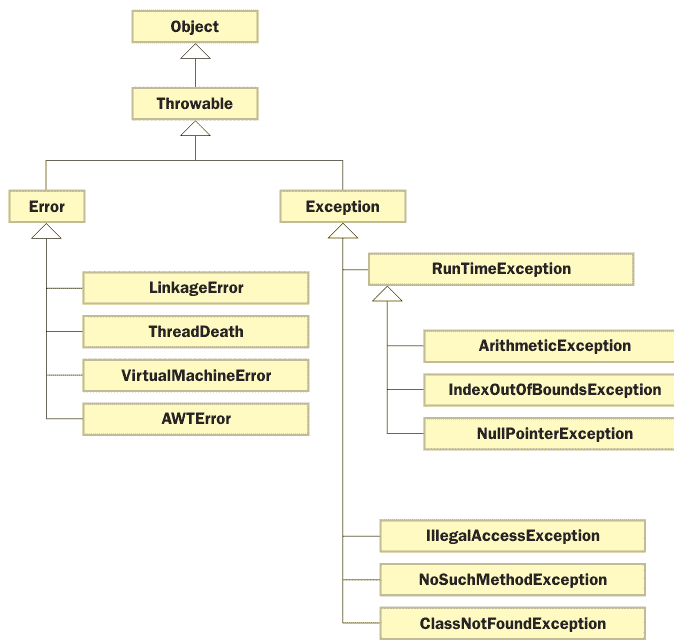 Object
Throwable
Error
Exception
RunTimeException
LinkageError
ThreadDeath
VirtualMachineError
AWTError
ArithmeticException
IndexOutOfBoundsException
NullPointerException
IllegalAccessException
NoSuchMethodException
ClassNotFoundException